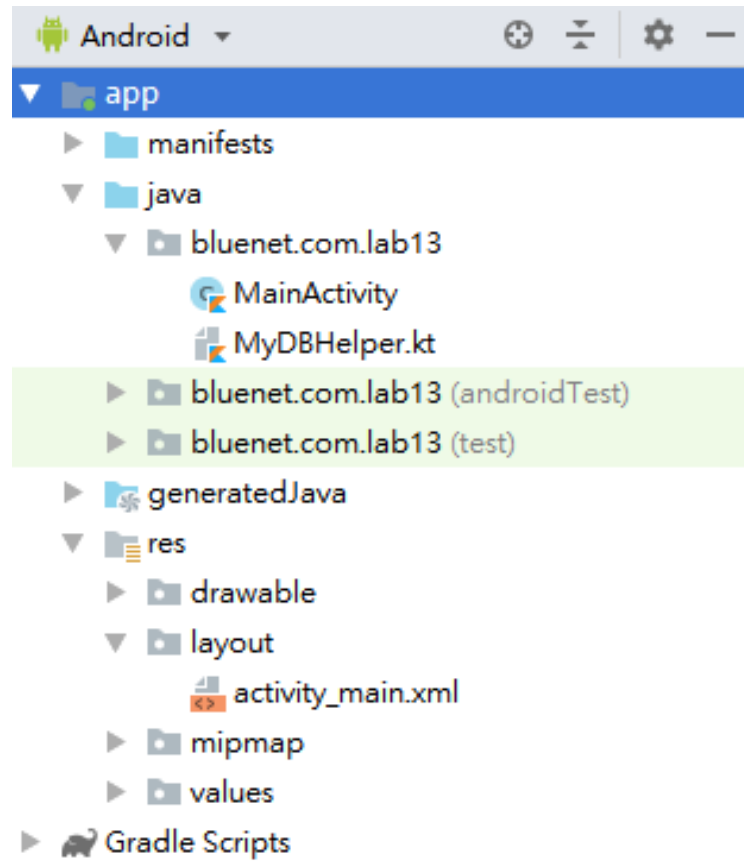 Android
app
manifests
java
bluenet.com.lab13
MainActivity
MyDBHelper.kt
bluenet.com.lab13 (androidTest)
bluenet.com.lab13 (test)
generatedJava
res
drawable
layout
activity_main.xml
mipmap
values
Gradle Scripts